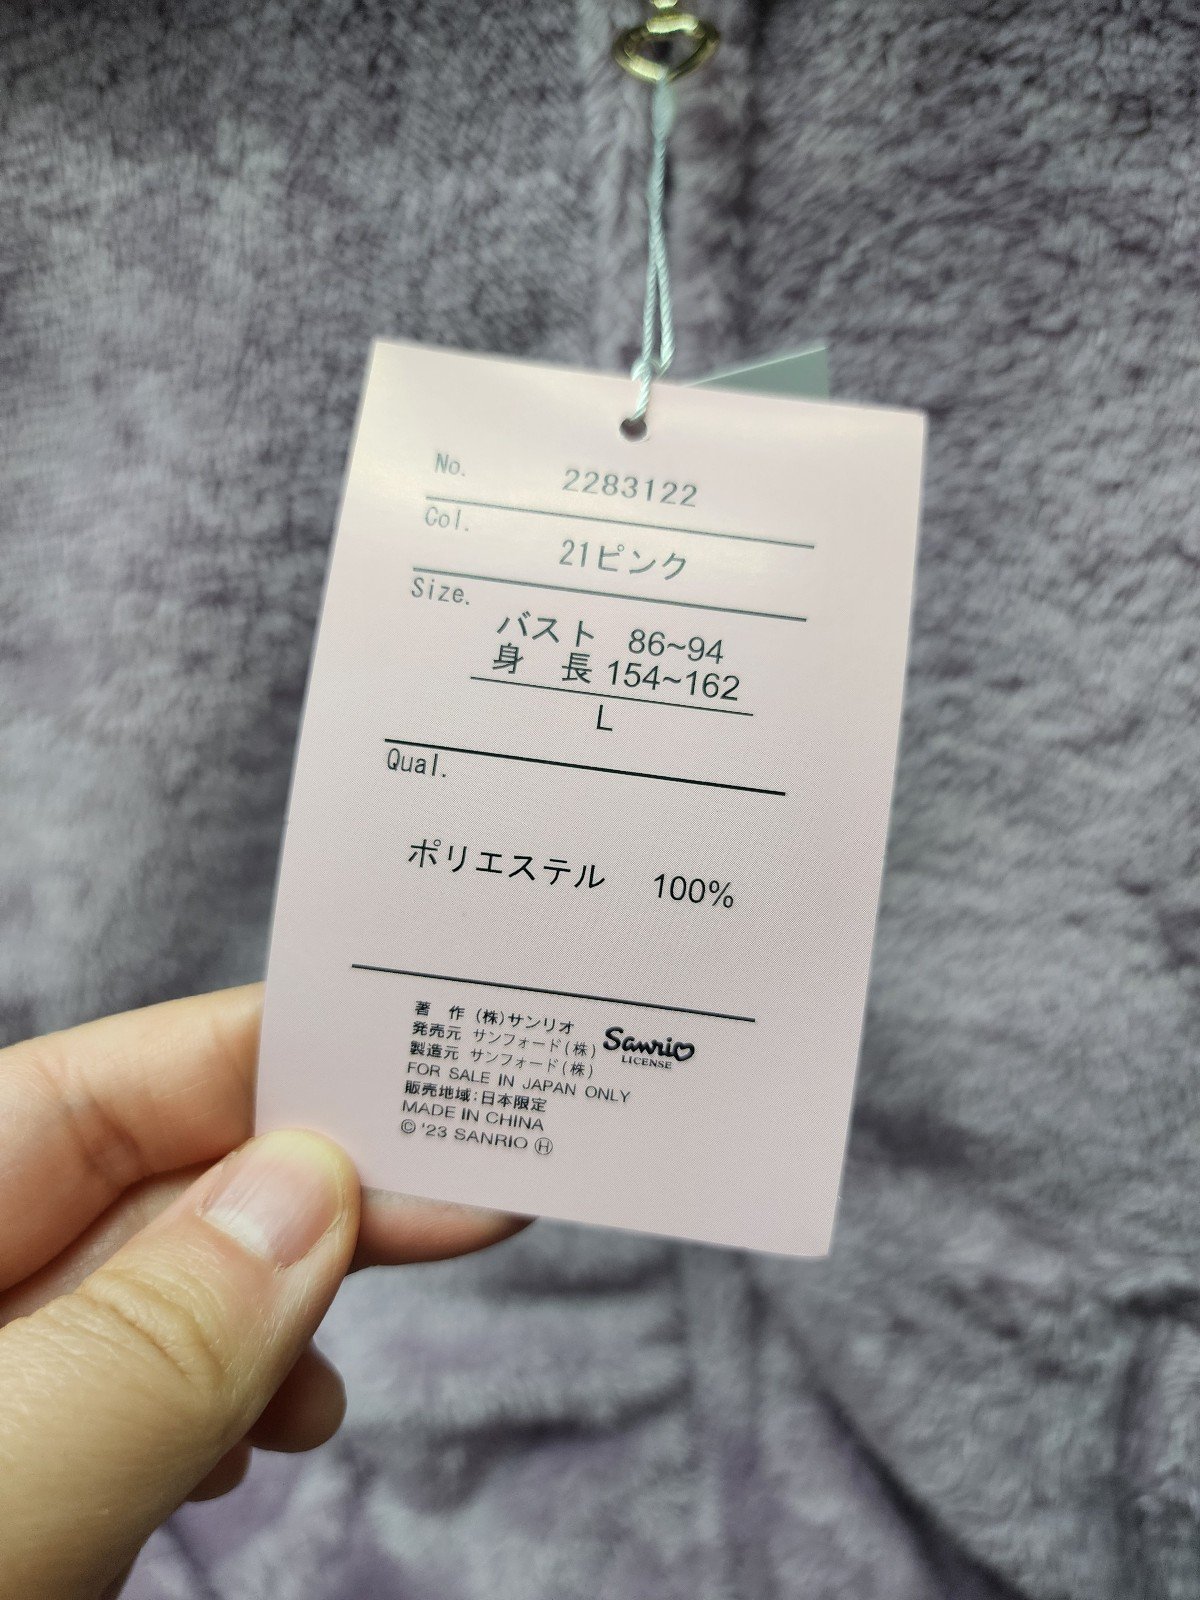 No. 2283122
Col.
21ピンク
Size.
バスト 86~94
身 長 154~162
L
Qual.
ポリエステル 100%
著 作 (株)サンリオ
発売元 サンフォード(株)
製造元 サンフォード(株)
Sanrio
LICENSE
FOR SALE IN JAPAN ONLY
販売地域:日本限定
MADE IN CHINA
© '23 SANRIO Ⓗ